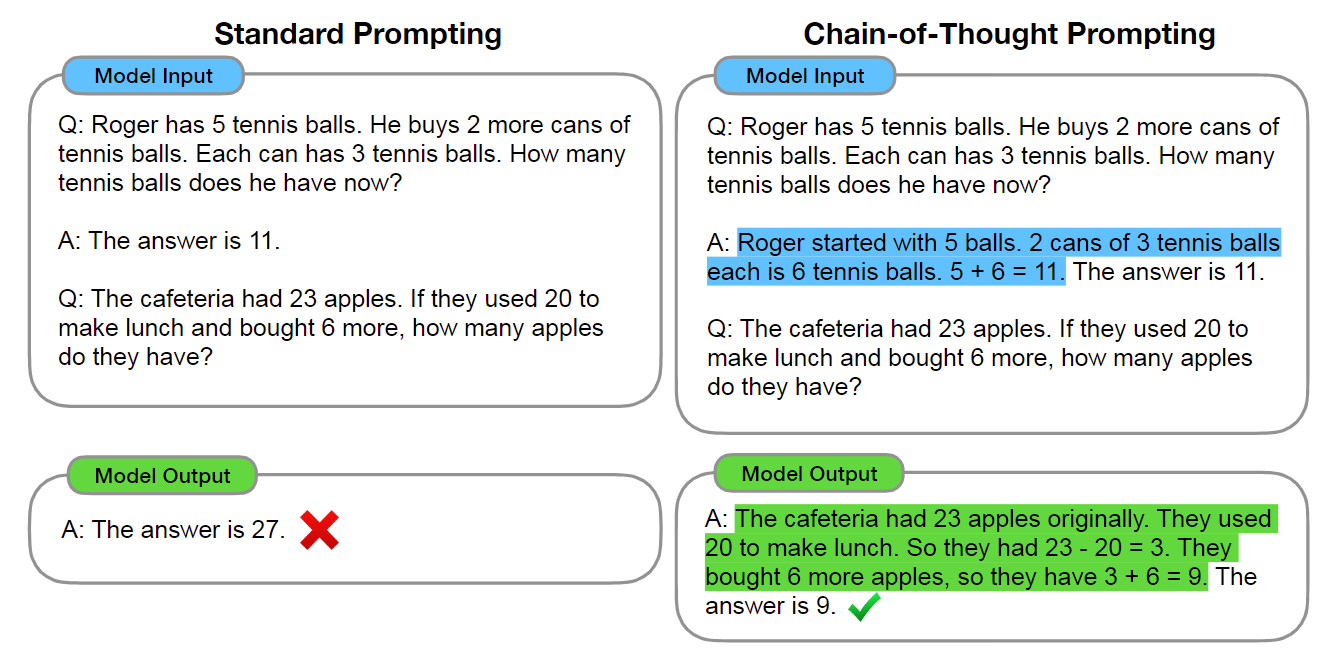 Standard Prompting
Model Input
Q: Roger has 5 tennis balls. He buys 2 more cans of
tennis balls. Each can has 3 tennis balls. How many
tennis balls does he have now?
A: The answer is 11.
Q: The cafeteria had 23 apples. If they used 20 to
make lunch and bought 6 more, how many apples
do they have?
Model Output
A: The answer is 27.
Chain-of-Thought Prompting
Model Input
Q: Roger has 5 tennis balls. He buys 2 more cans of
tennis balls. Each can has 3 tennis balls. How many
tennis balls does he have now?
A: Roger started with 5 balls. 2 cans of 3 tennis balls
each is 6 tennis balls. 5 + 6 = 11. The answer is 11.
Q: The cafeteria had 23 apples. If they used 20 to
make lunch and bought 6 more, how many apples
do they have?
Model Output
A: The cafeteria had 23 apples originally. They used
20 to make lunch. So they had 23 - 20 = 3. They
bought 6 more apples, so they have 3 + 6 = 9. The
answer is 9.